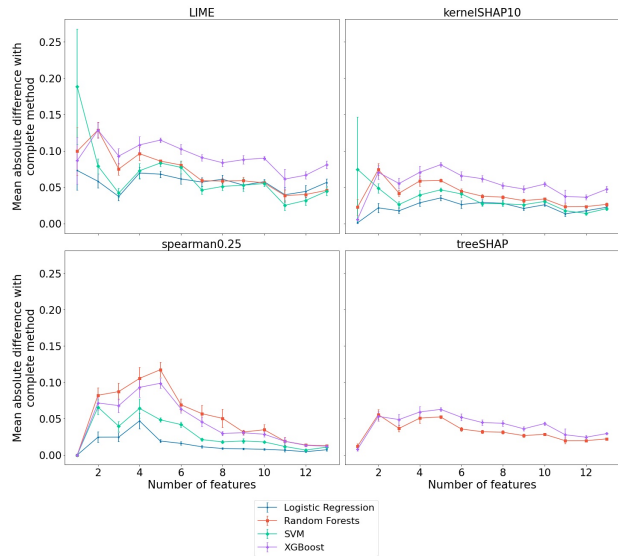 LIME
kernelSHAP10
Mean absolute difference with
complete method
0.25
0.20
0.15
0.10
0.05
0.00
spearman0.25
treeSHAP
Mean absolute difference with
complete method
0.25
0.20
0.15
0.10
0.05
0.00
2 4 6 8 10 12
2 4 6 8 10 12
Number of features
Number of features
Logistic Regression
Random Forests
SVM
XGBoost